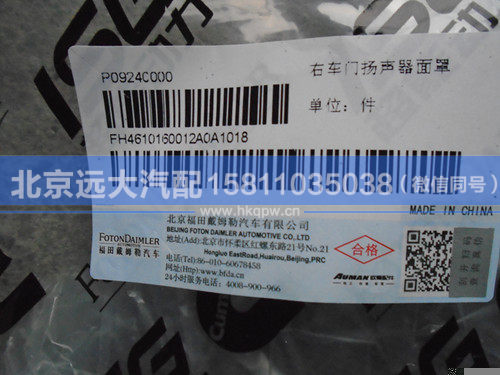 P0924C000
右车门扬声器面罩
单位: 件
FH4610160012A0A1018
北京远大汽配 15811035038(微信同号)
www.hkqpw.cn
MADE IN CHINA
FOTON DAIMLER
福田戴姆勒汽车
北京福田戴姆勒汽车有限公司
BEIJING FOTON DAIMLER AUTOMOTIVE CO., LTD
地址(Add):北京市怀柔区红螺东路21号No.21
Hongluo EastRoad,Huairou,Beijing,PRC
电话(Tel):86-010-60678458
网址(Http):www.bfda.cn
24小时服务电话: 4008-900-966
合格
AUMAN 欧曼配件